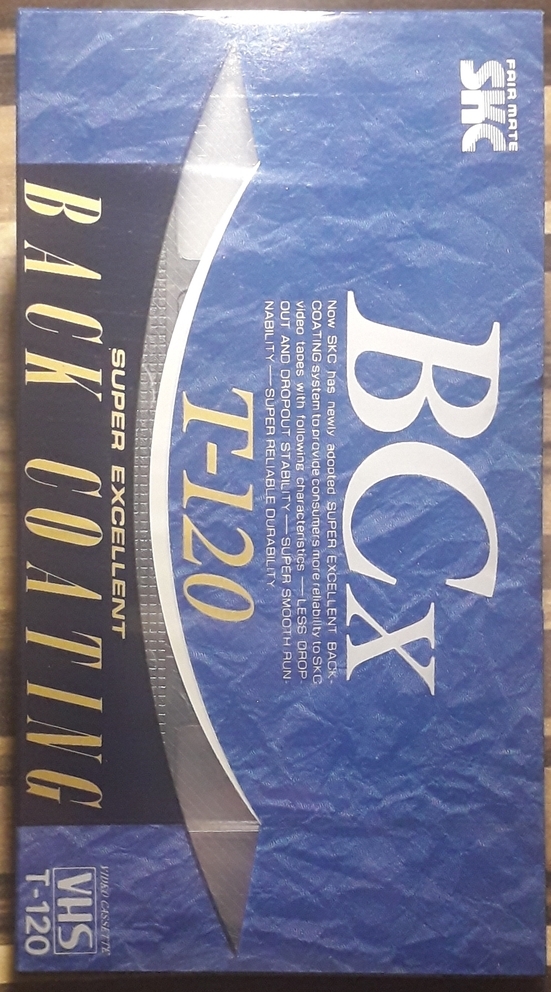 FAIR MATE
SKC
BCX
Now SKC has newly adopted SUPER EXCELLENT BACK-
COATING system to provide consumers more reliability to SKC
video tapes with following characteristics — LESS DROP-
OUT AND DROPOUT STABILITY — SUPER SMOOTH RUN-
NABILITY — SUPER RELIABLE DURABILITY.
T-120
SUPER EXCELLENT
BACK COATING
VIDEO CASSETTE
VHS
T-120